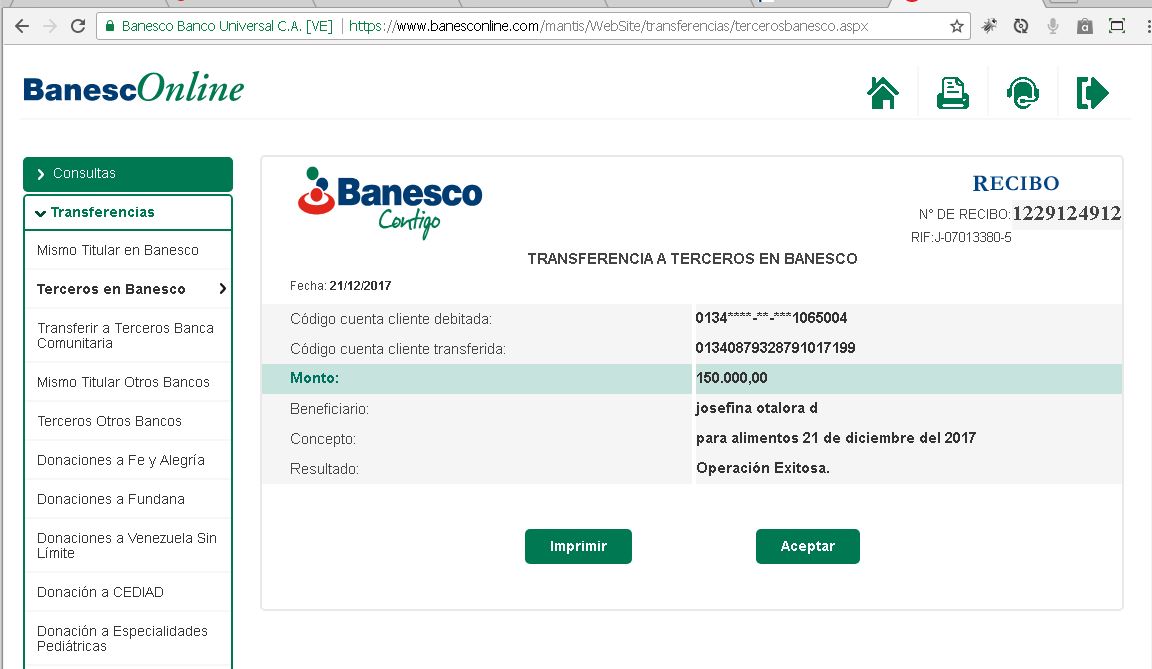 Banesco Banco Universal C.A. [VE] https://www.banesconline.com/mantis/WebSite/transferencias/tercerosbanesco.aspx
BanescOnline
Consultas
Transferencias
Mismo Titular en Banesco
Terceros en Banesco
Transferir a Terceros Banca
Comunitaria
Mismo Titular Otros Bancos
Terceros Otros Bancos
Donaciones a Fe y Alegría
Donaciones a Fundana
Donaciones a Venezuela Sin
Límite
Donación a CEDIAD
Donación a Especialidades
Pediátricas
Banesco
Contigo
RECIBO
N° DE RECIBO: 1229124912
RIF:J-07013380-5
TRANSFERENCIA A TERCEROS EN BANESCO
Fecha: 21/12/2017
Código cuenta cliente debitada: 0134****-**-***1065004
Código cuenta cliente transferida: 01340879328791017199
Monto: 150.000,00
Beneficiario: josefina otalora d
Concepto: para alimentos 21 de diciembre del 2017
Resultado: Operación Exitosa.
Imprimir Aceptar